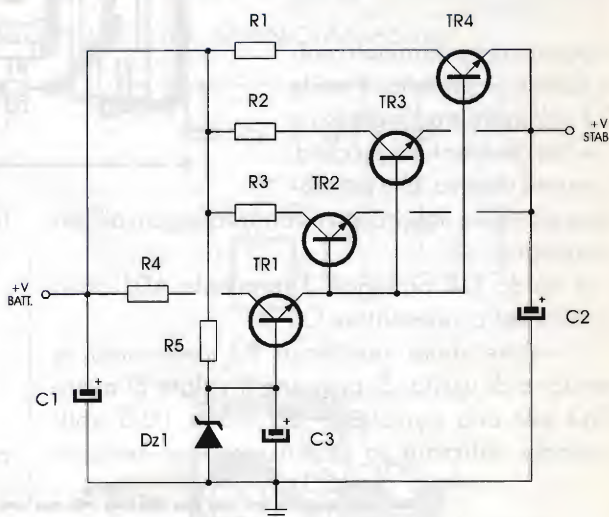 R1
TR4
R2
TR3
+V
STAB.
R3
TR2
R4
TR1
+V
BATT.
R5
+
C2
+
C1
+
C3
Dz1